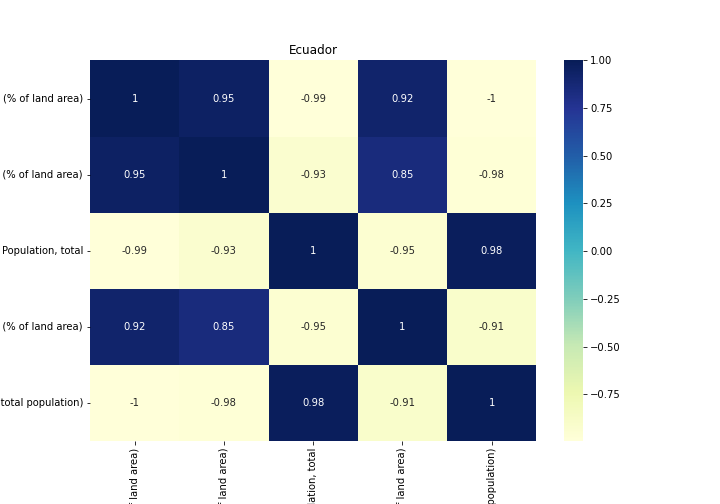 Ecuador
(% of land area)
1 0.95 -0.99 0.92 -1
1.00
0.75
(% of land area)
0.95 1 -0.93 0.85 -0.98
0.50
0.25
Population, total
-0.99 -0.93 1 -0.95 0.98
0.00
−0.25
(% of land area)
0.92 0.85 -0.95 1 -0.91
−0.50
total population)
-1 -0.98 0.98 -0.91 1
−0.75
land area)
land area)
ation, total
land area)
population)